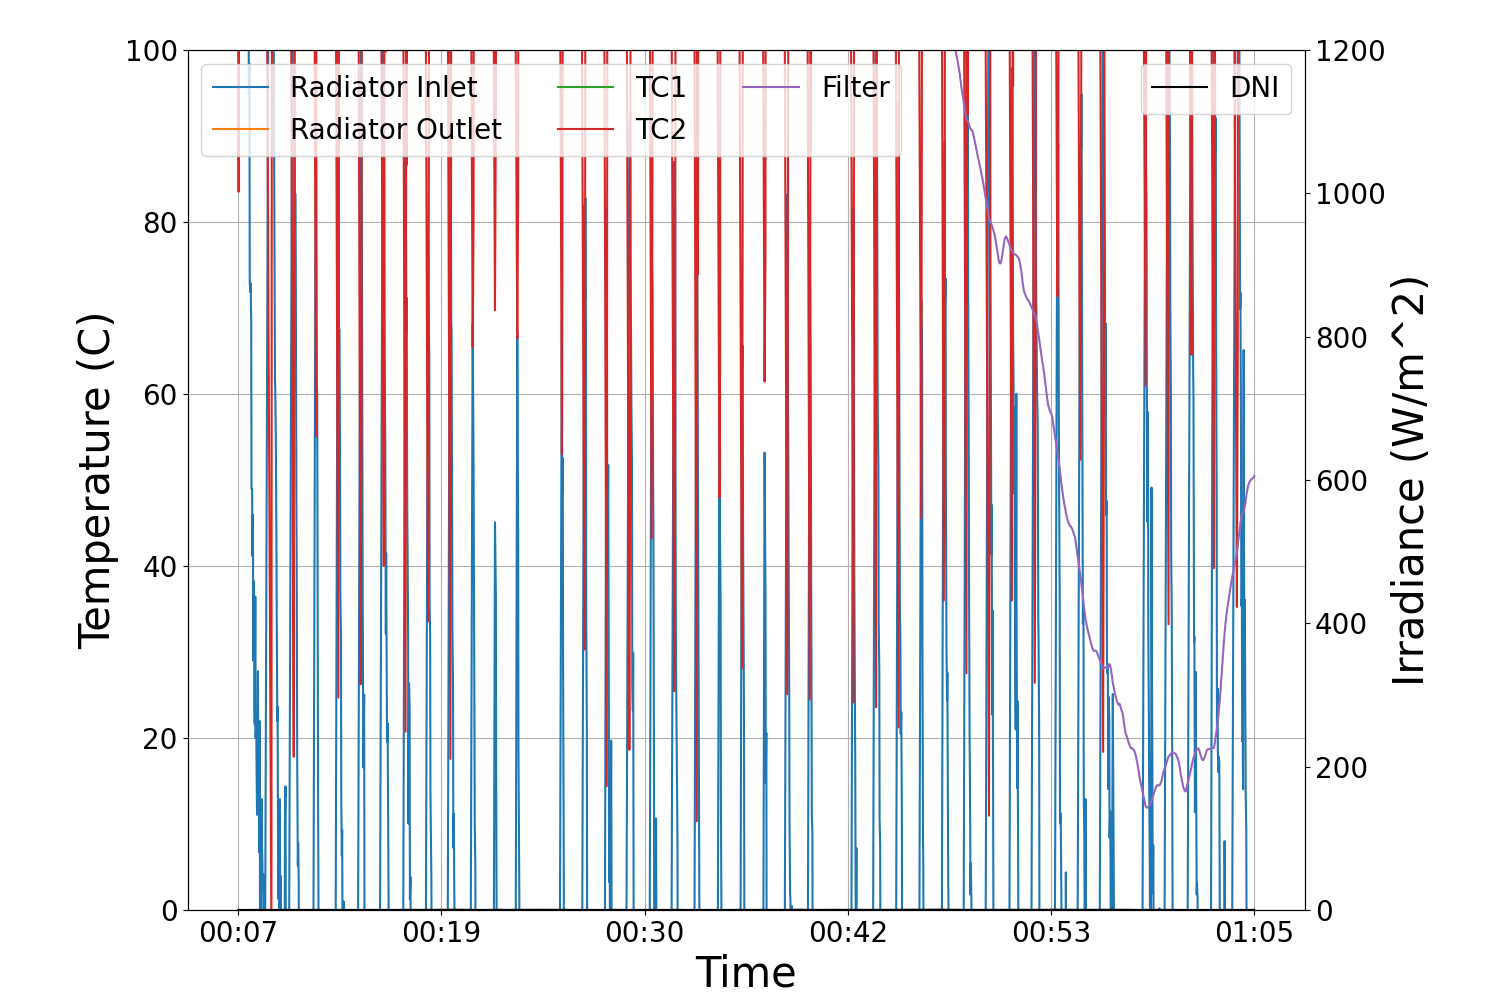 100
80
60
40
20
0
Temperature (C)
Radiator Inlet
Radiator Outlet
TC1
TC2
Filter
DNI
1200
1000
800
600
400
200
0
Irradiance (W/m^2)
00:07 00:19 00:30 00:42 00:53 01:05
Time